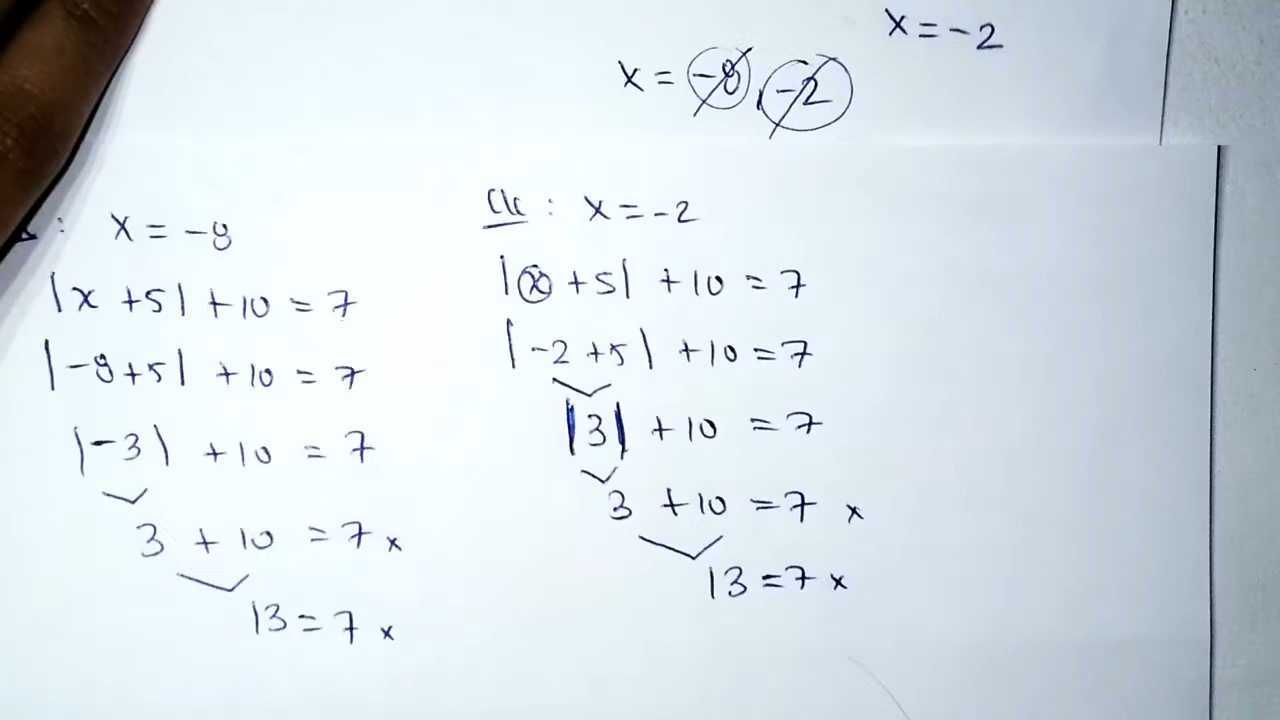 x = -2
x = -8, -2
: x = -8
|x + 5| + 10 = 7
|-8 + 5| + 10 = 7
|-3| + 10 = 7
3 + 10 = 7 x
13 = 7 x
: x = -2
|x + 5| + 10 = 7
|-2 + 5| + 10 = 7
|3| + 10 = 7
3 + 10 = 7 x
13 = 7 x